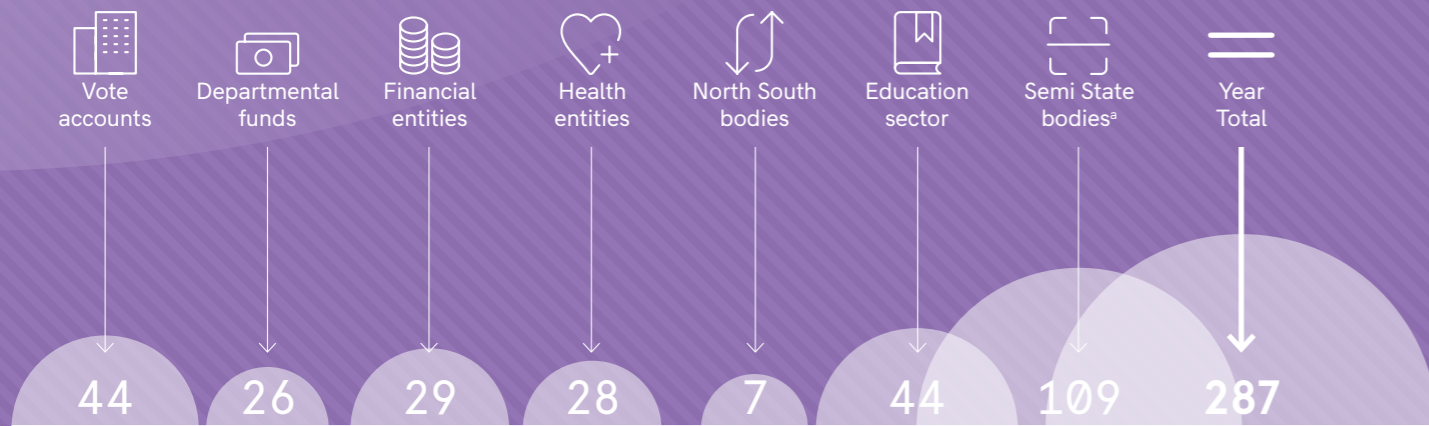 Vote
accounts
Departmental
funds
Financial
entities
Health
entities
North South
bodies
Education
sector
Semi State
bodiesᵃ
Year
Total
44
26
29
28
7
44
109
287